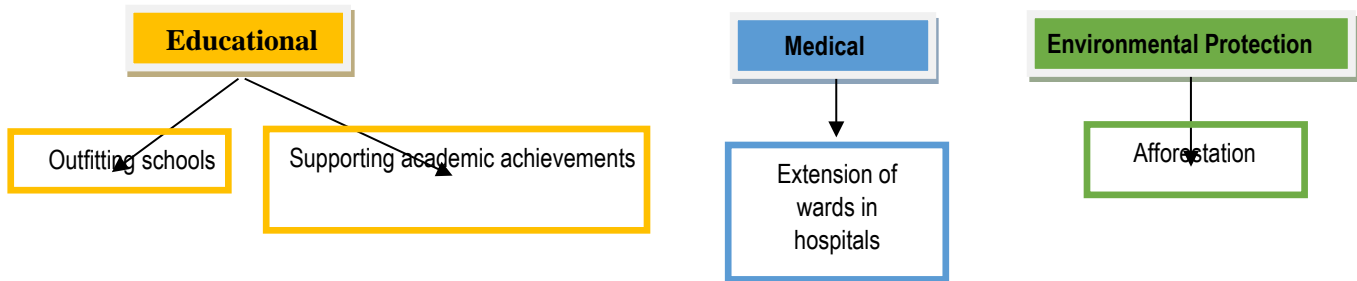 Educational
Medical
Environmental Protection
Outfitting schools
Supporting academic achievements
Extension of
wards in
hospitals
Afforestation